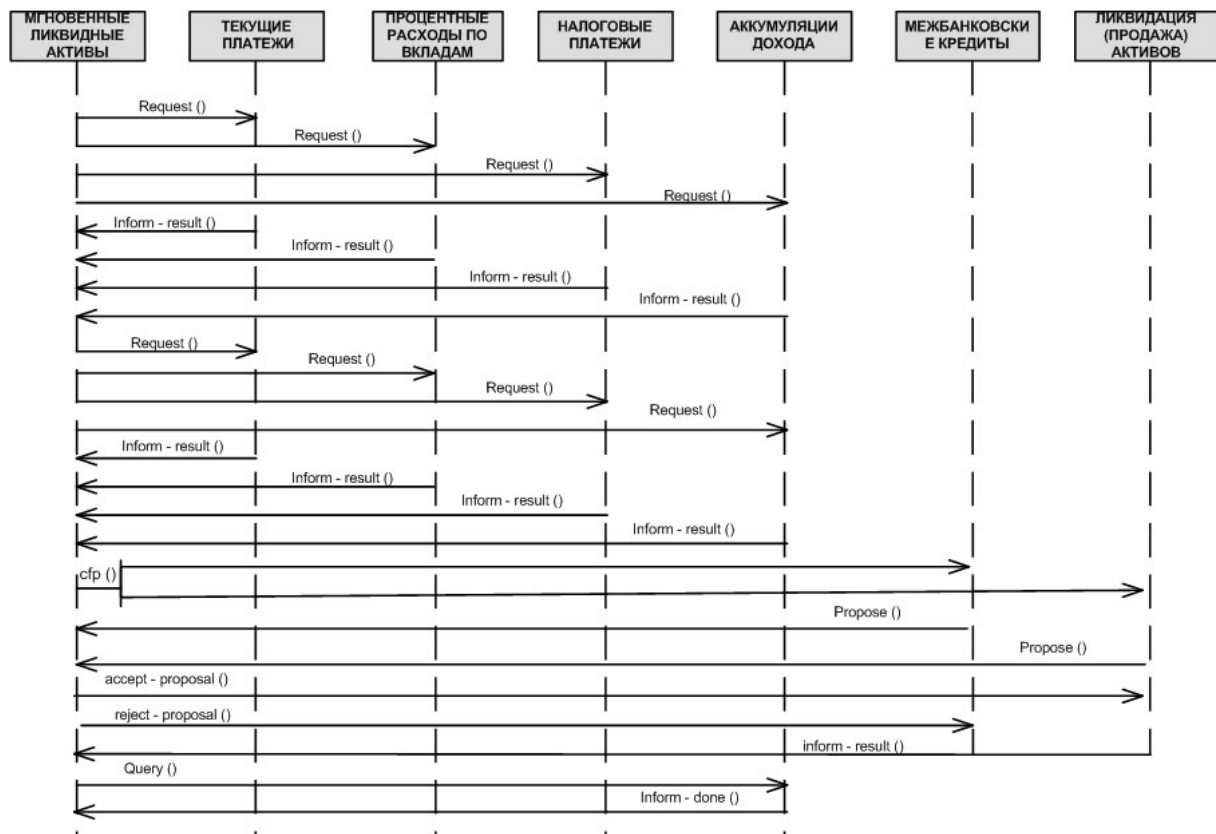 МГНОВЕННЫЕ
ЛИКВИДНЫЕ
АКТИВЫ
ТЕКУЩИЕ
ПЛАТЕЖИ
ПРОЦЕНТНЫЕ
РАСХОДЫ ПО
ВКЛАДАМ
НАЛОГОВЫЕ
ПЛАТЕЖИ
АККУМУЛЯЦИИ
ДОХОДА
МЕЖБАНКОВСКИ
Е КРЕДИТЫ
ЛИКВИДАЦИЯ
(ПРОДАЖА)
АКТИВОВ
Request ()
Request ()
Request ()
Request ()
Inform - result ()
Inform - result ()
Inform - result ()
Inform - result ()
Request ()
Request ()
Request ()
Request ()
Inform - result ()
Inform - result ()
Inform - result ()
Inform - result ()
cfp ()
Propose ()
Propose ()
accept - proposal ()
reject - proposal ()
inform - result ()
Query ()
Inform - done ()